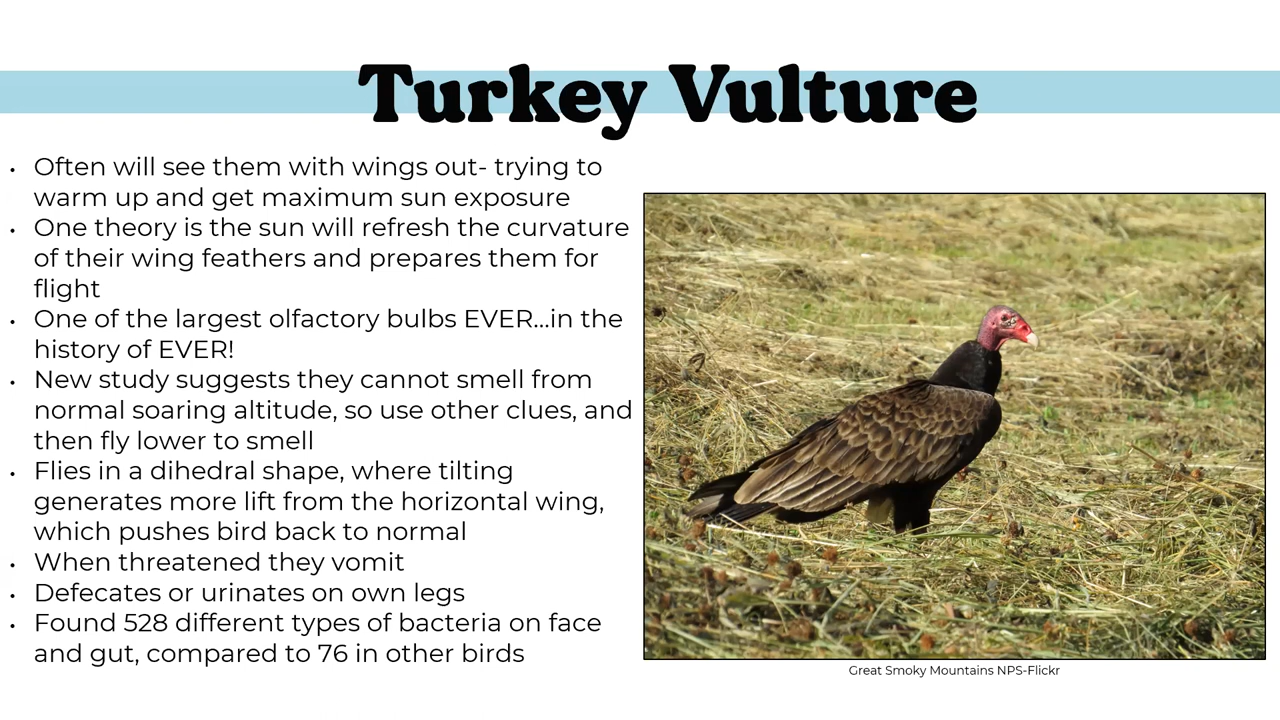 Turkey Vulture
• Often will see them with wings out- trying to
warm up and get maximum sun exposure
• One theory is the sun will refresh the curvature
of their wing feathers and prepares them for
flight
• One of the largest olfactory bulbs EVER...in the
history of EVER!
• New study suggests they cannot smell from
normal soaring altitude, so use other clues, and
then fly lower to smell
• Flies in a dihedral shape, where tilting
generates more lift from the horizontal wing,
which pushes bird back to normal
• When threatened they vomit
• Defecates or urinates on own legs
• Found 528 different types of bacteria on face
and gut, compared to 76 in other birds
Great Smoky Mountains NPS-Flickr